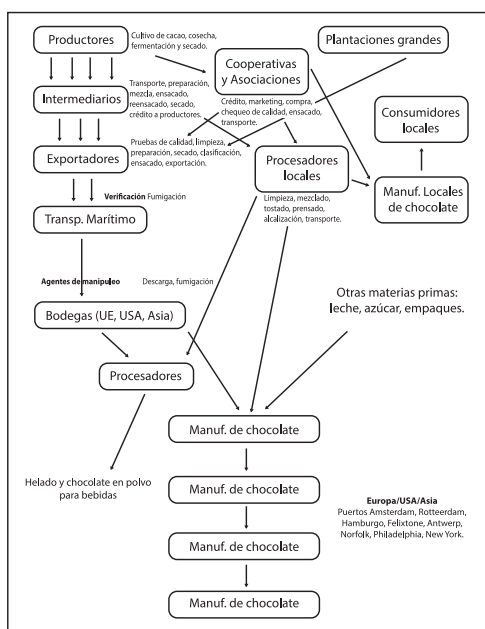 Productores
Cultivo de cacao, cosecha,
fermentación y secado.
Plantaciones grandes
Cooperativas
y Asociaciones
Intermediarios
Transporte, preparación,
mezcla, ensacado,
reensacado, secado,
crédito a productores.
Crédito, marketing, compra,
chequeo de calidad, ensacado,
transporte.
Consumidores
locales
Exportadores
Pruebas de calidad, limpieza,
preparación, secado, clasificación,
ensacado, exportación.
Procesadores
locales
Limpieza, mezclado,
tostado, prensado,
alcalización, transporte.
Manuf. Locales
de chocolate
Verificación Fumigación
Transp. Marítimo
Agentes de manipuleo
Descarga, fumigación
Bodegas (UE, USA, Asia)
Otras materias primas:
leche, azúcar, empaques.
Procesadores
Manuf. de chocolate
Helado y chocolate en polvo
para bebidas
Manuf. de chocolate
Europa/USA/Asia
Puertos Amsterdam, Rotteerdam,
Hamburgo, Felixtone, Antwerp,
Norfolk, Philadelphia, New York.
Manuf. de chocolate
Manuf. de chocolate